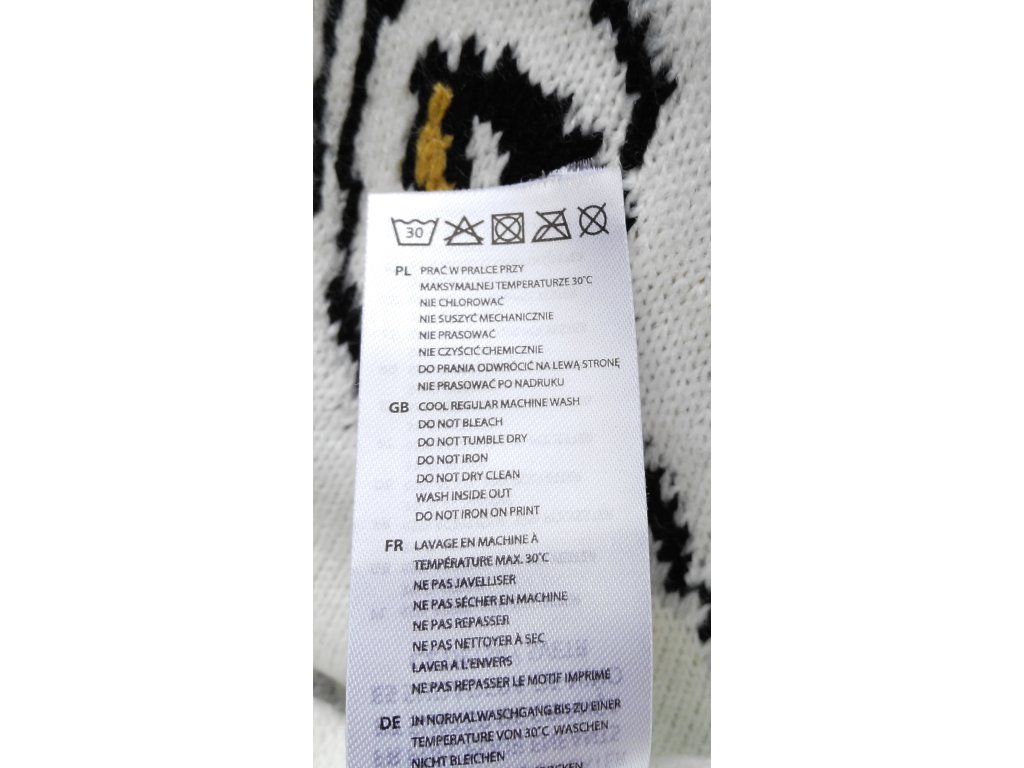 30
PL PRAĆ W PRALCE PRZY
MAKSYMALNEJ TEMPERATURZE 30˚C
NIE CHLOROWAĆ
NIE SUSZYĆ MECHANICZNIE
NIE PRASOWAĆ
NIE CZYŚCIĆ CHEMICZNIE
DO PRANIA ODWRÓCIĆ NA LEWĄ STRONĘ
NIE PRASOWAĆ PO NADRUKU
GB COOL REGULAR MACHINE WASH
DO NOT BLEACH
DO NOT TUMBLE DRY
DO NOT IRON
DO NOT DRY CLEAN
WASH INSIDE OUT
DO NOT IRON ON PRINT
FR LAVAGE EN MACHINE À
TEMPÉRATURE MAX. 30˚C
NE PAS JAVELLISER
NE PAS SÉCHER EN MACHINE
NE PAS REPASSER
NE PAS NETTOYER À SEC
LAVER A L'ENVERS
NE PAS REPASSER LE MOTIF IMPRIMÉ
DE IN NORMALWASCHGANG BIS ZU EINER
TEMPERATURE VON 30˚C WASCHEN
NICHT BLEICHEN